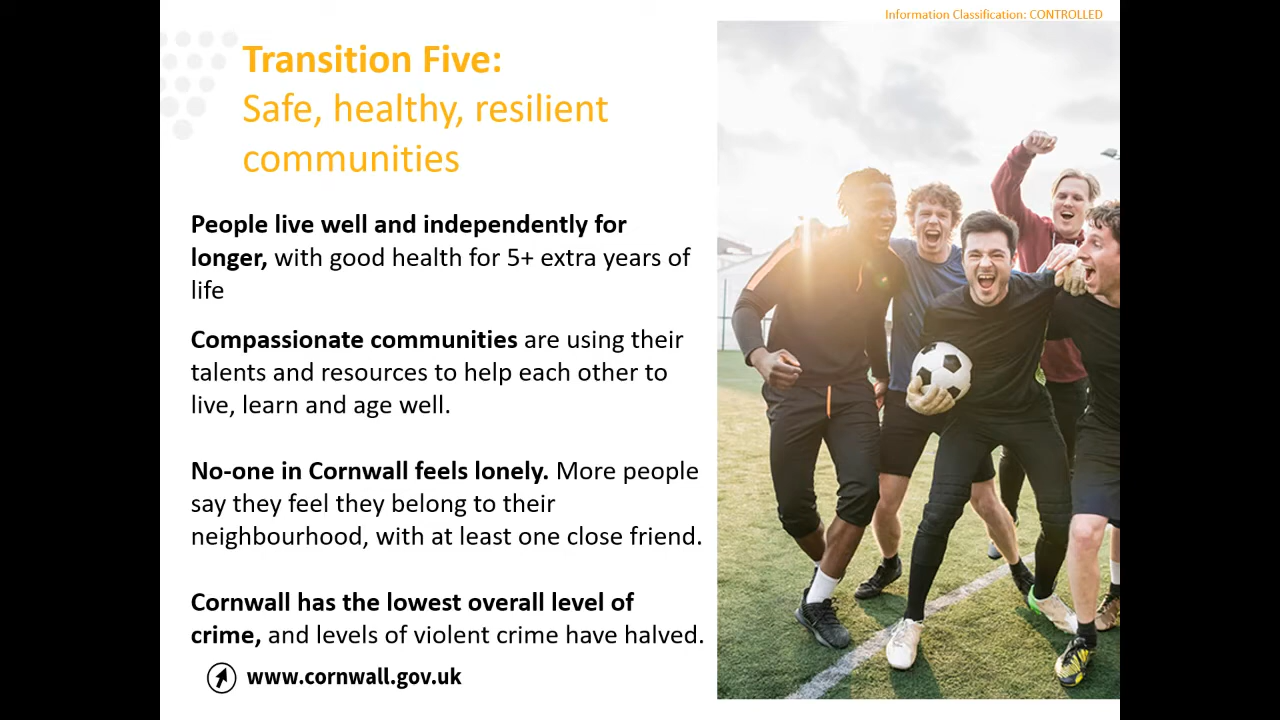 Information Classification: CONTROLLED
Transition Five:
Safe, healthy, resilient
communities
People live well and independently for
longer, with good health for 5+ extra years of
life
Compassionate communities are using their
talents and resources to help each other to
live, learn and age well.
No-one in Cornwall feels lonely. More people
say they feel they belong to their
neighbourhood, with at least one close friend.
Cornwall has the lowest overall level of
crime, and levels of violent crime have halved.
www.cornwall.gov.uk